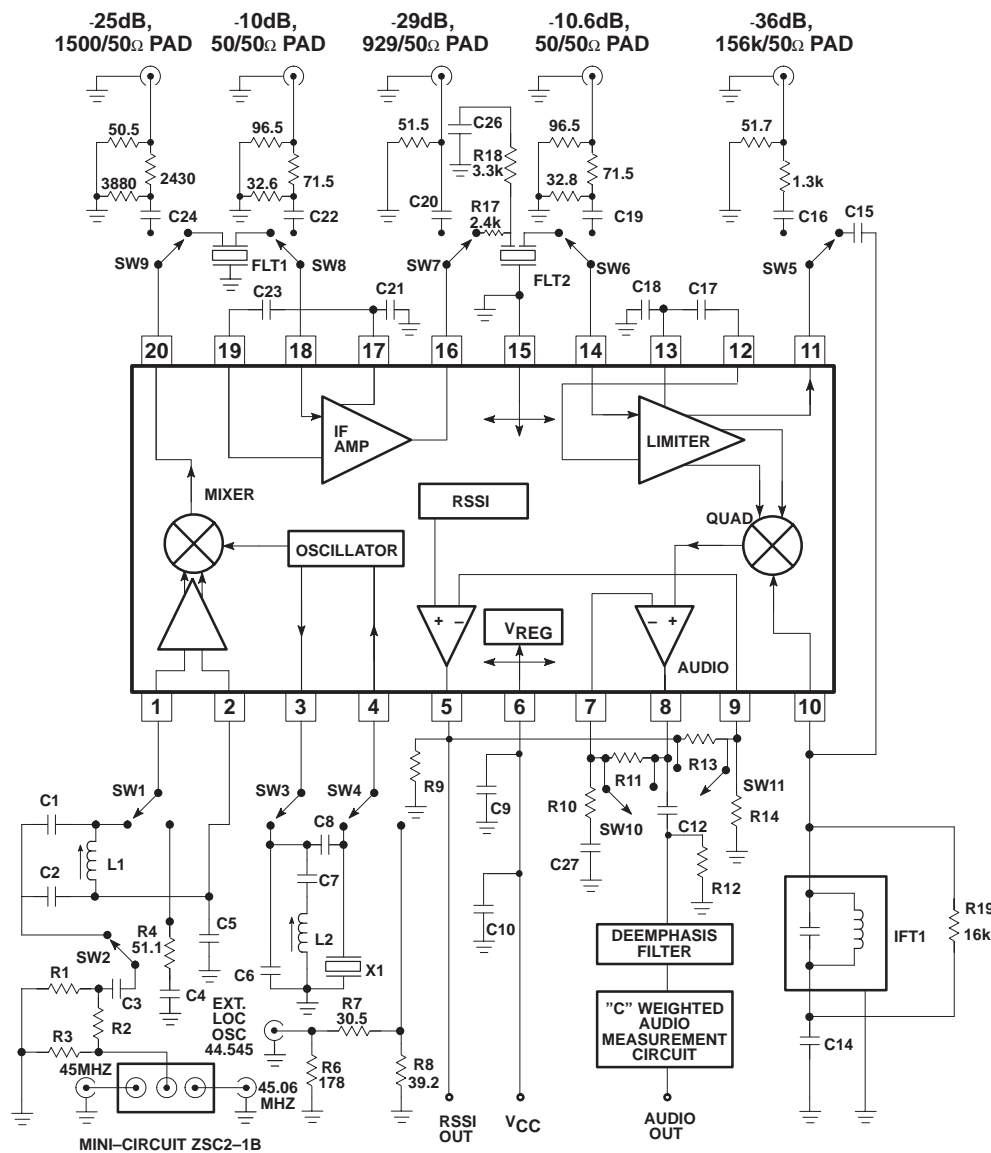 -25dB,
1500/50Ω PAD
-10dB,
50/50Ω PAD
-29dB,
929/50Ω PAD
-10.6dB,
50/50Ω PAD
-36dB,
156k/50Ω PAD
50.5
2430
3880
C24
96.5
71.5
32.6
C22
51.5
C26
R18
3.3k
C20
R17
2.4k
96.5
71.5
32.8
C19
51.7
1.3k
C16
C15
SW9
FLT1
SW8
SW7
FLT2
SW6
SW5
C23
C21
C18
C17
20
19
18
17
16
15
14
13
12
11
IF
AMP
LIMITER
MIXER
RSSI
QUAD
OSCILLATOR
+ –
VREG
– +
AUDIO
1
2
3
4
5
6
7
8
9
10
SW1
C1
L1
C2
SW2
R4
51.1
C5
R1
C3
C4
R2
R3
45MHZ
45.06
MHZ
MINI–CIRCUIT ZSC2–1B
SW3
SW4
C8
C7
L2
C6
X1
EXT.
LOC
OSC
44.545
R7
30.5
R6
178
R8
39.2
R9
C9
C10
RSSI
OUT
VCC
R10
R11
R13
SW10
SW11
C27
C12
R14
R12
DEEMPHASIS
FILTER
”C” WEIGHTED
AUDIO
MEASUREMENT
CIRCUIT
AUDIO
OUT
IFT1
R19
16k
C14